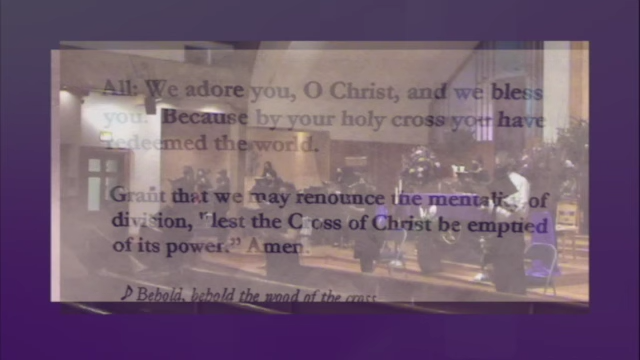 All: We adore you, O Christ, and we bless
you. Because by your holy cross you have
redeemed the world.
Grant that we may renounce the mentality of
division, "lest the Cross of Christ be emptied
of its power." Amen.
♪ Behold, behold the wood of the cross